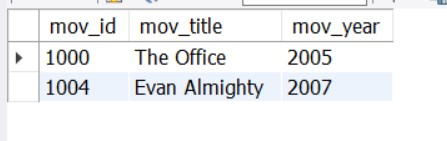 mov_id mov_title mov_year
1000 The Office 2005
1004 Evan Almighty 2007